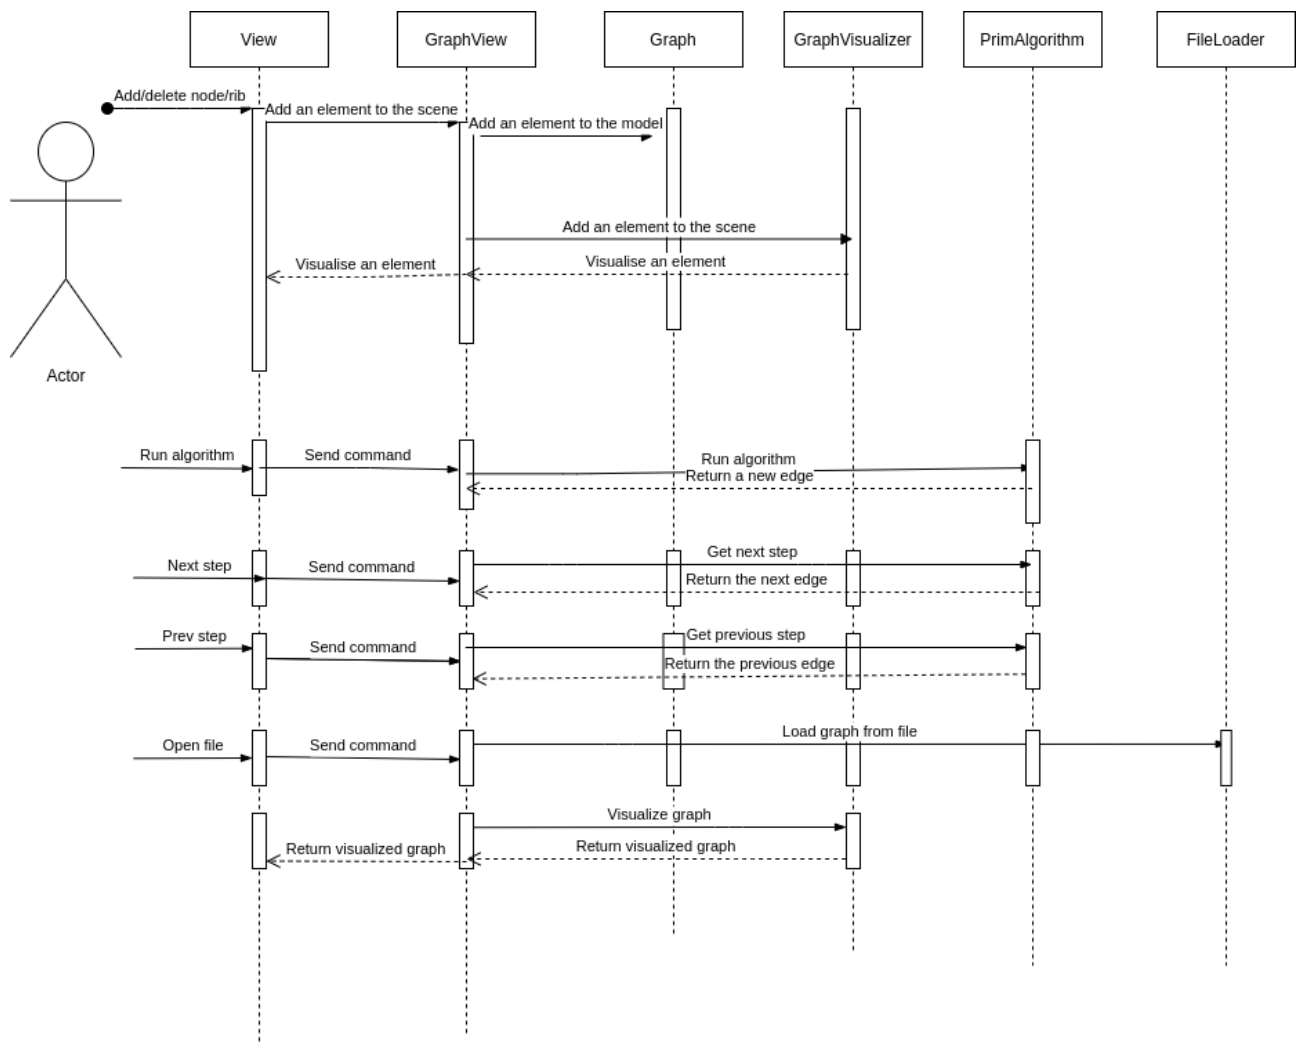 View
GraphView
Graph
GraphVisualizer
PrimAlgorithm
FileLoader
Add/delete node/rib
Add an element to the scene
Add an element to the model
Add an element to the scene
Visualise an element
Visualise an element
Actor
Run algorithm
Send command
Run algorithm
Return a new edge
Next step
Send command
Get next step
Return the next edge
Prev step
Send command
Get previous step
Return the previous edge
Open file
Send command
Load graph from file
Visualize graph
Return visualized graph
Return visualized graph